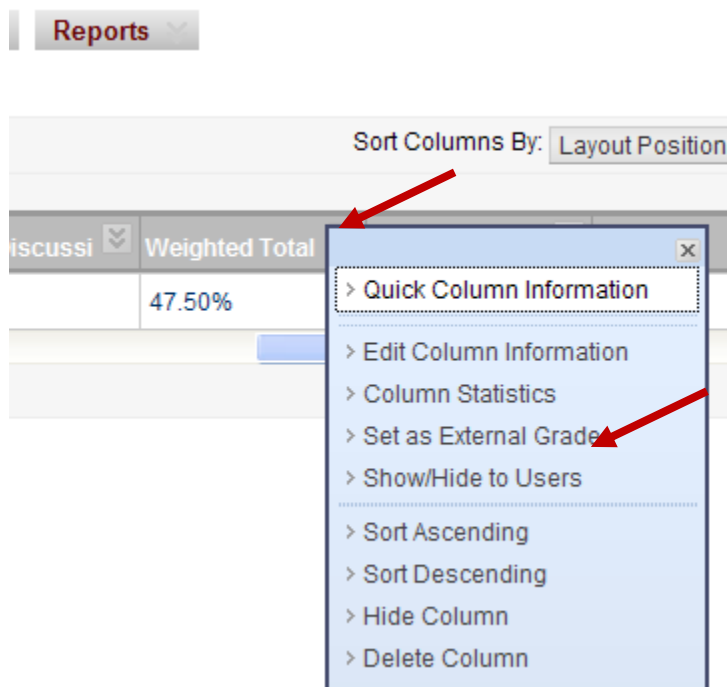 Reports
Sort Columns By: Layout Position
iscussi Weighted Total
47.50%
> Quick Column Information
> Edit Column Information
> Column Statistics
> Set as External Grade
> Show/Hide to Users
> Sort Ascending
> Sort Descending
> Hide Column
> Delete Column